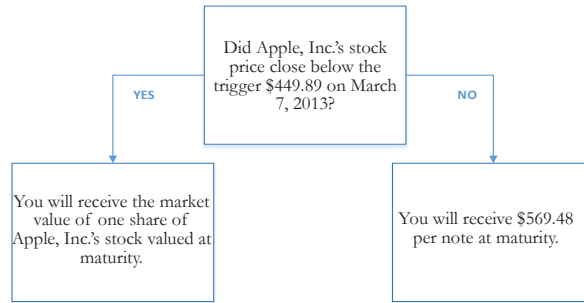 Did Apple, Inc.'s stock
price close below the
trigger $449.89 on March
7, 2013?
YES
NO
You will receive the market
value of one share of
Apple, Inc.'s stock valued at
maturity.
You will receive $569.48
per note at maturity.